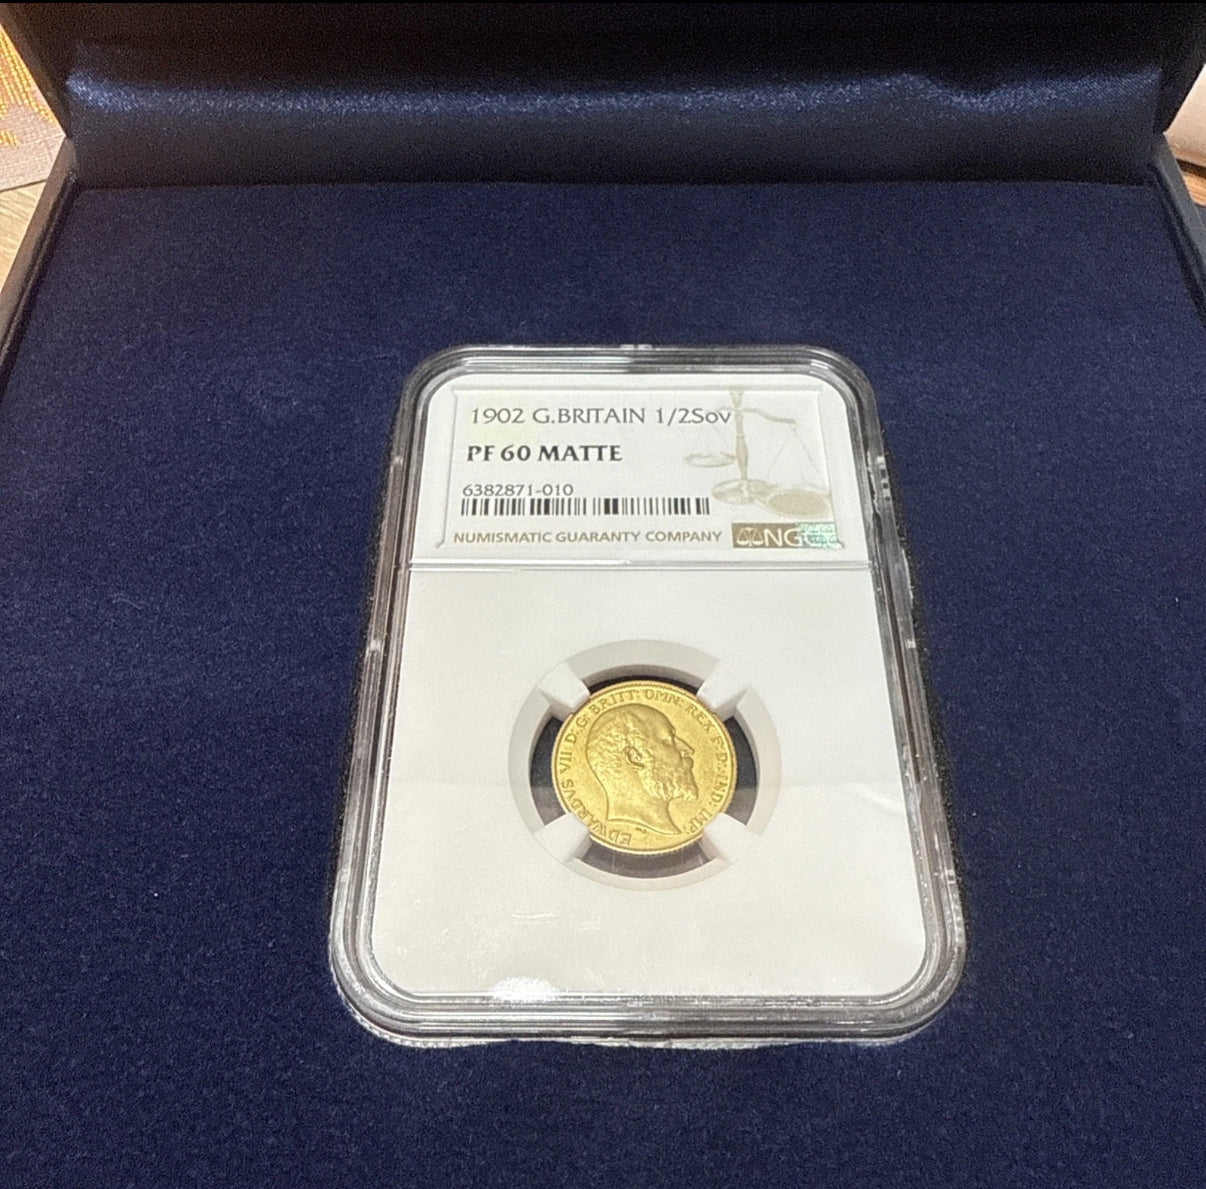 1902 G.BRITAIN 1/2Sov
PF 60 MATTE
6382871-010
NUMISMATIC GUARANTY COMPANY
NGC
EDWARDVS VII D: G: BRITT: OMN: REX F: D: IND: IMP: